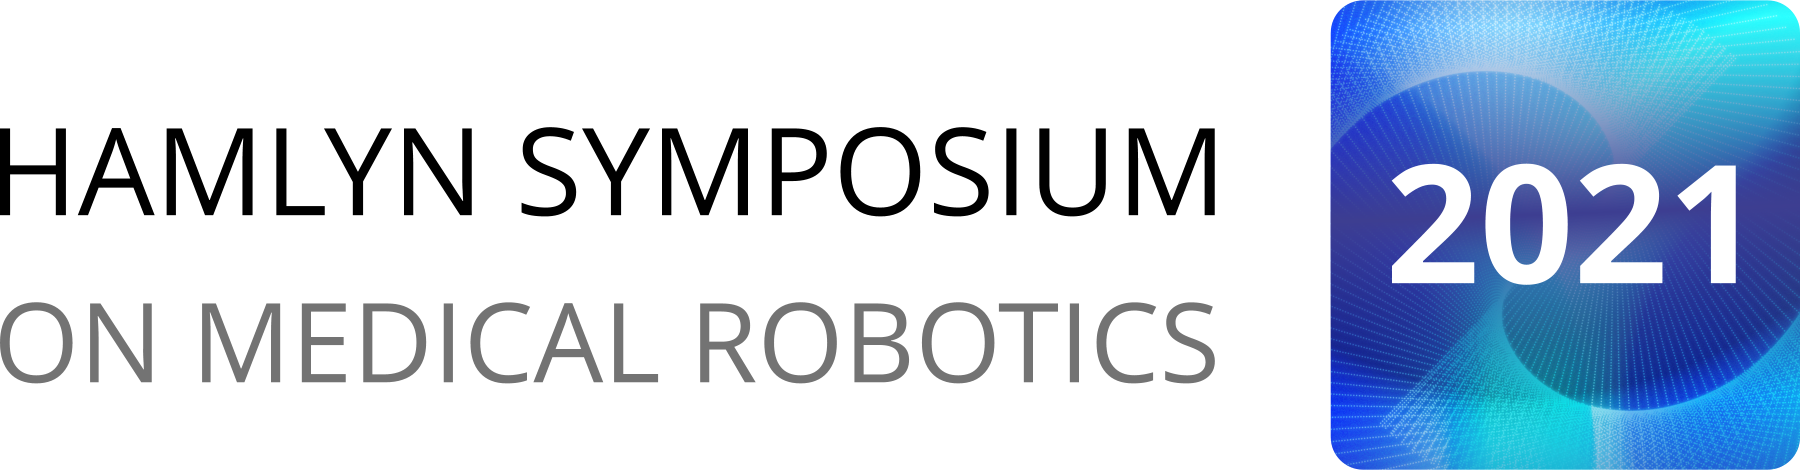 HAMLYN SYMPOSIUM
ON MEDICAL ROBOTICS
2021